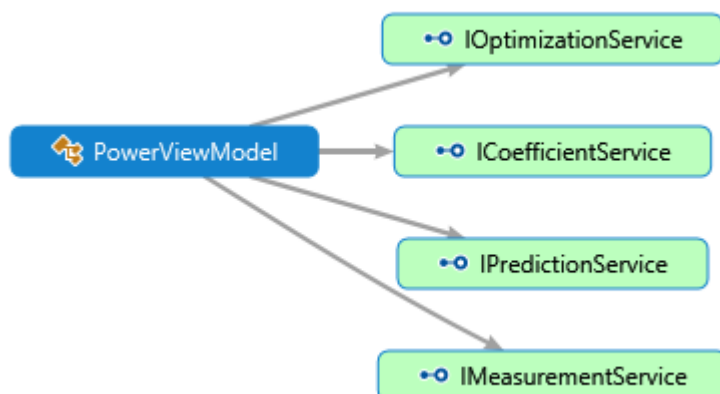 IOptimizationService
PowerViewModel
ICoefficientService
IPredictionService
IMeasurementService